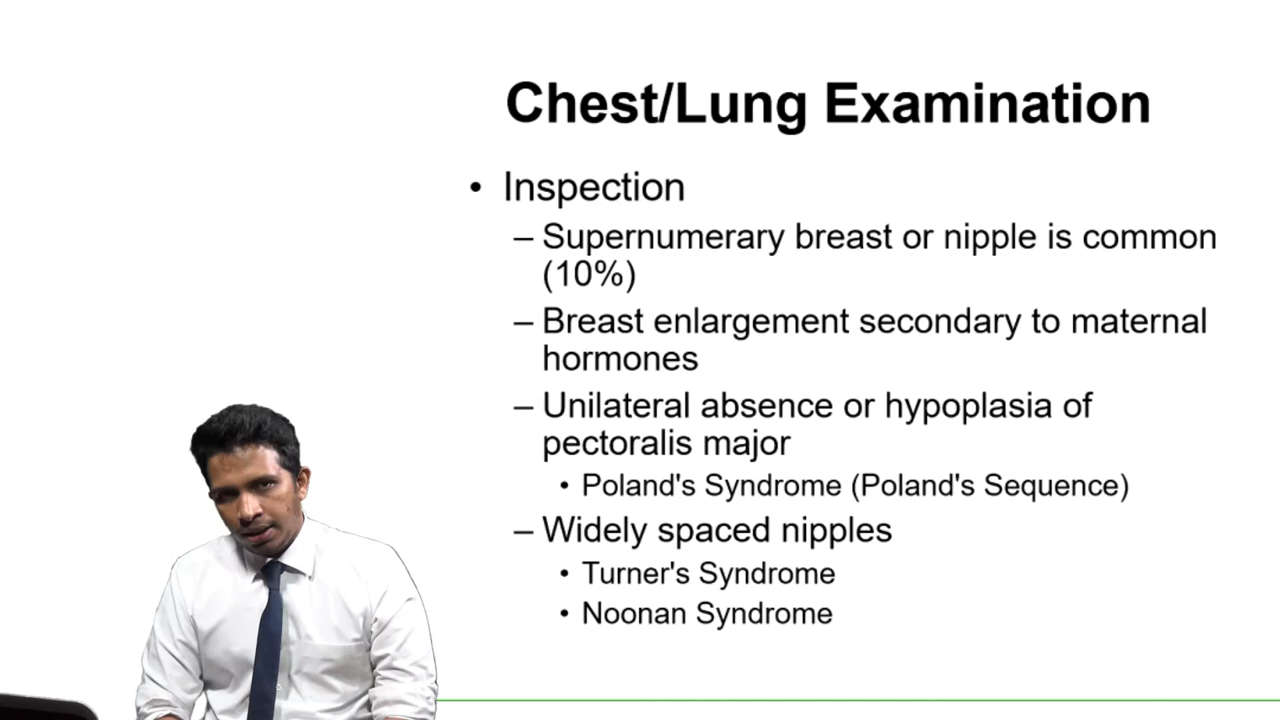 Chest/Lung Examination
• Inspection
– Supernumerary breast or nipple is common
(10%)
– Breast enlargement secondary to maternal
hormones
– Unilateral absence or hypoplasia of
pectoralis major
• Poland's Syndrome (Poland's Sequence)
– Widely spaced nipples
• Turner's Syndrome
• Noonan Syndrome